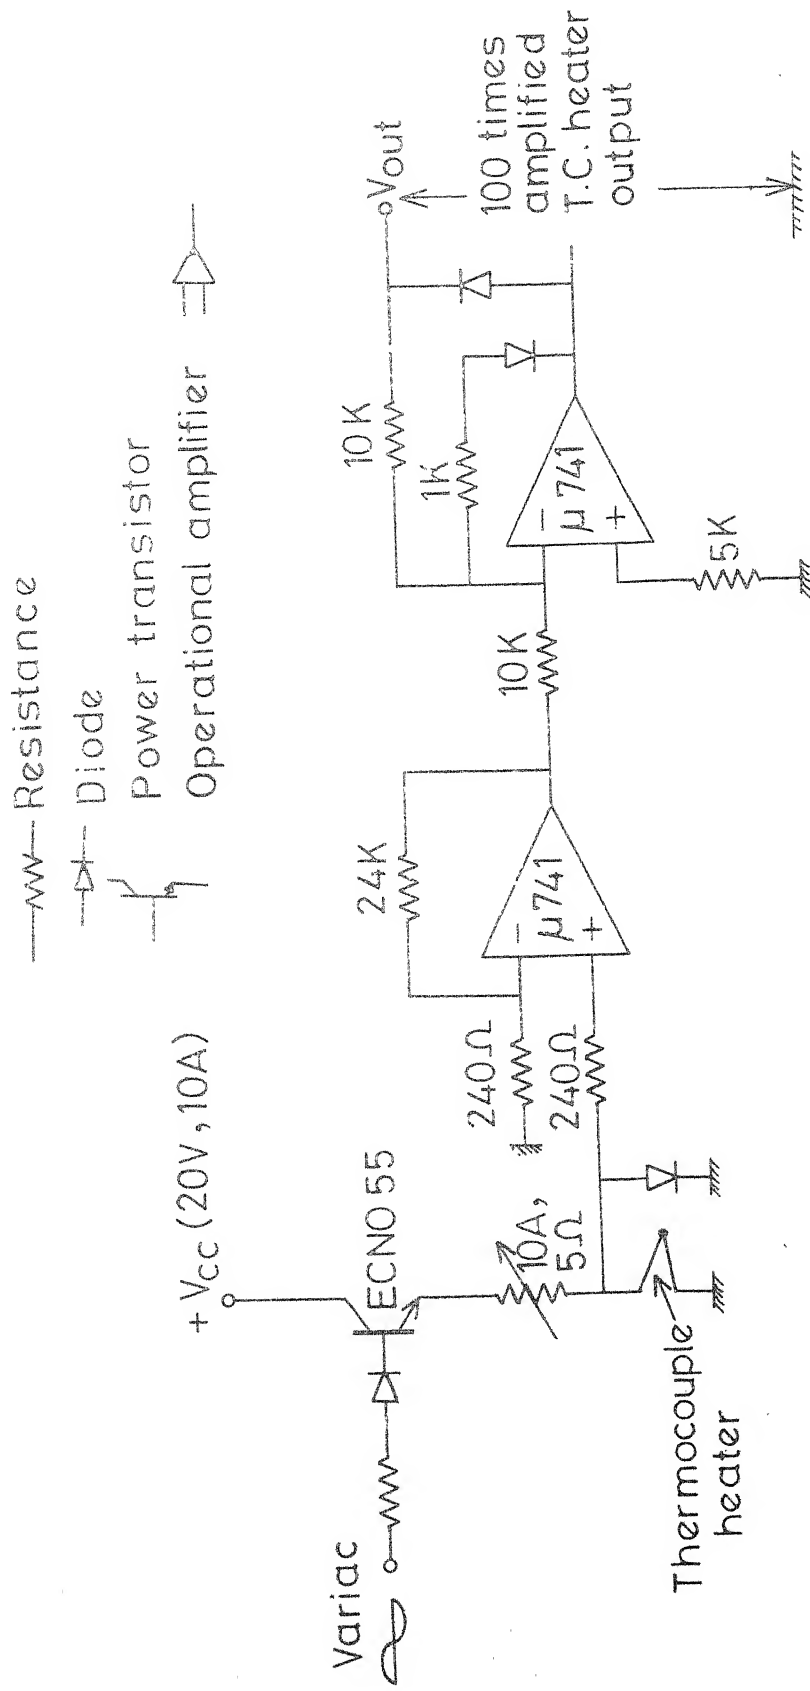 Resistance
Diode
Power transistor
Operational amplifier
+ VCC (20V, 10A)
Variac
ECNO 55
10A,
5Ω
Thermocouple
heater
240Ω
240Ω
24K
−
μ741
+
10K
10K
1K
−
μ741
+
5K
Vout
100 times
amplified
T.C. heater
output